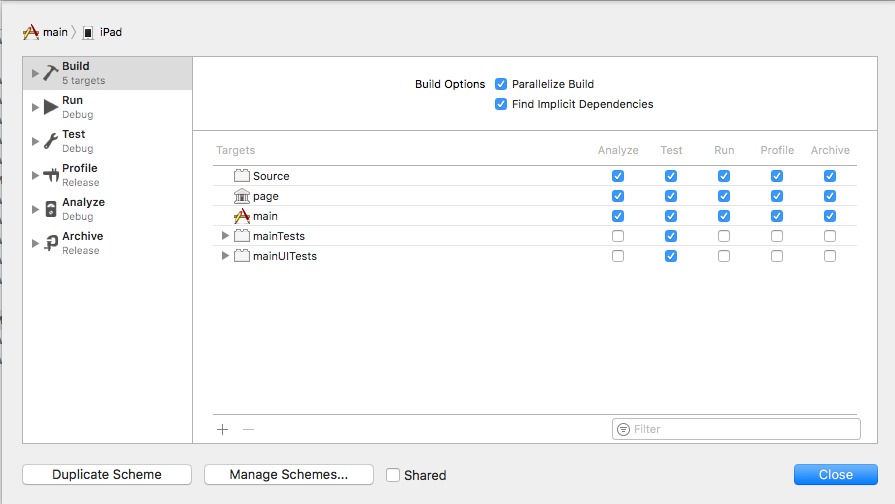 main iPad
Build
5 targets
Run
Debug
Test
Debug
Profile
Release
Analyze
Debug
Archive
Release
Build Options Parallelize Build
Find Implicit Dependencies
Targets Analyze Test Run Profile Archive
Source
page
main
mainTests
mainUITests
Filter
Duplicate Scheme Manage Schemes... Shared Close